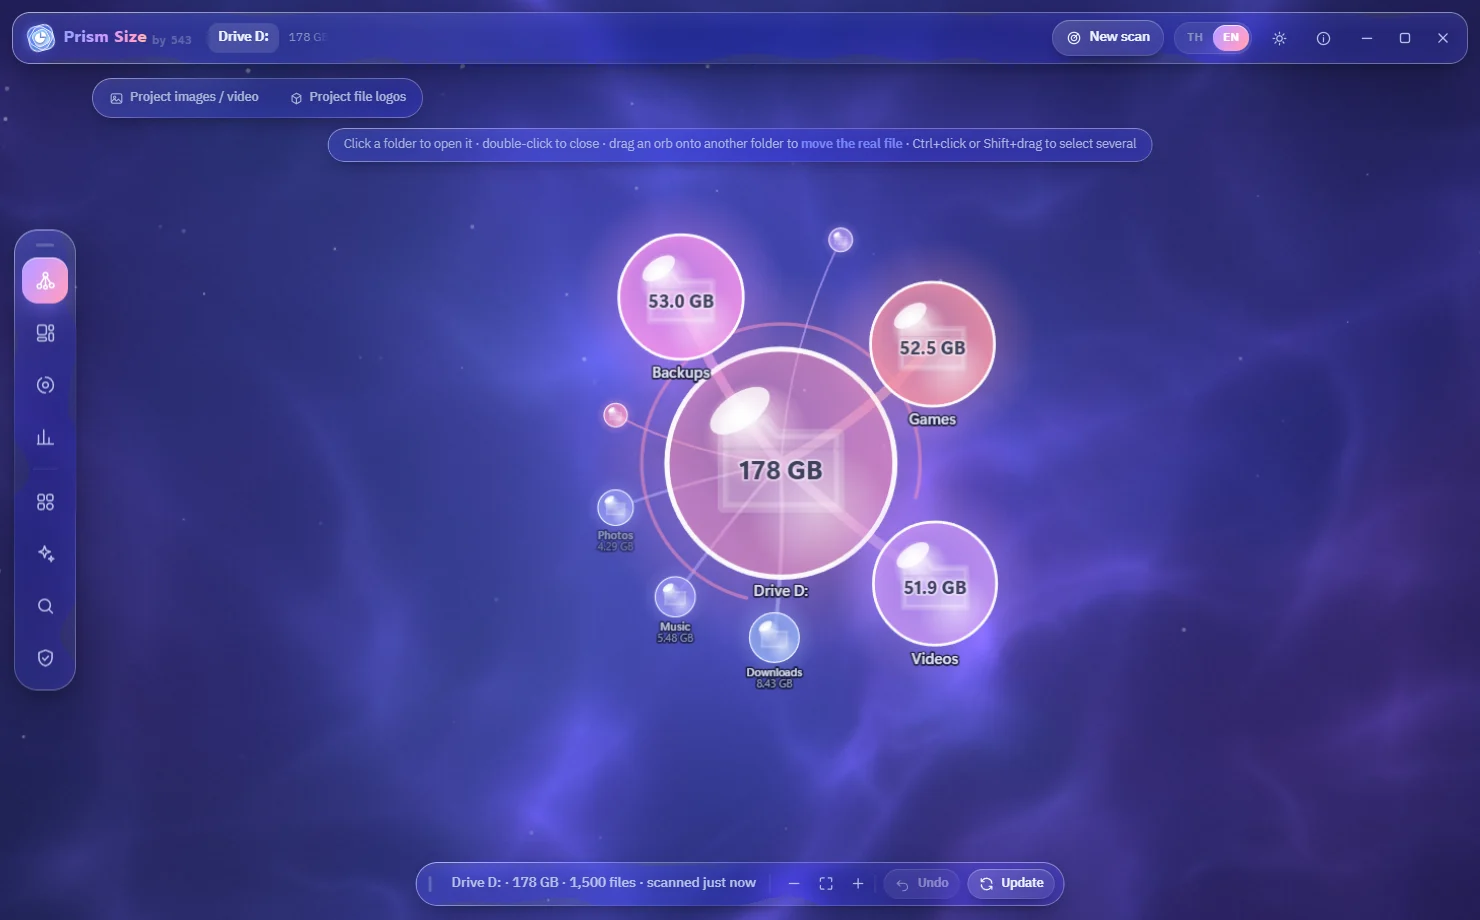 Prism Size by 543
Drive D:
178 GB
New scan
TH
EN
Project images / video
Project file logos
Click a folder to open it · double-click to close · drag an orb onto another folder to move the real file · Ctrl+click or Shift+drag to select several
53.0 GB
Backups
52.5 GB
Games
178 GB
Drive D:
Photos
4.29 GB
51.9 GB
Videos
Music
5.48 GB
Downloads
8.43 GB
Drive D: · 178 GB · 1,500 files · scanned just now
Undo
Update